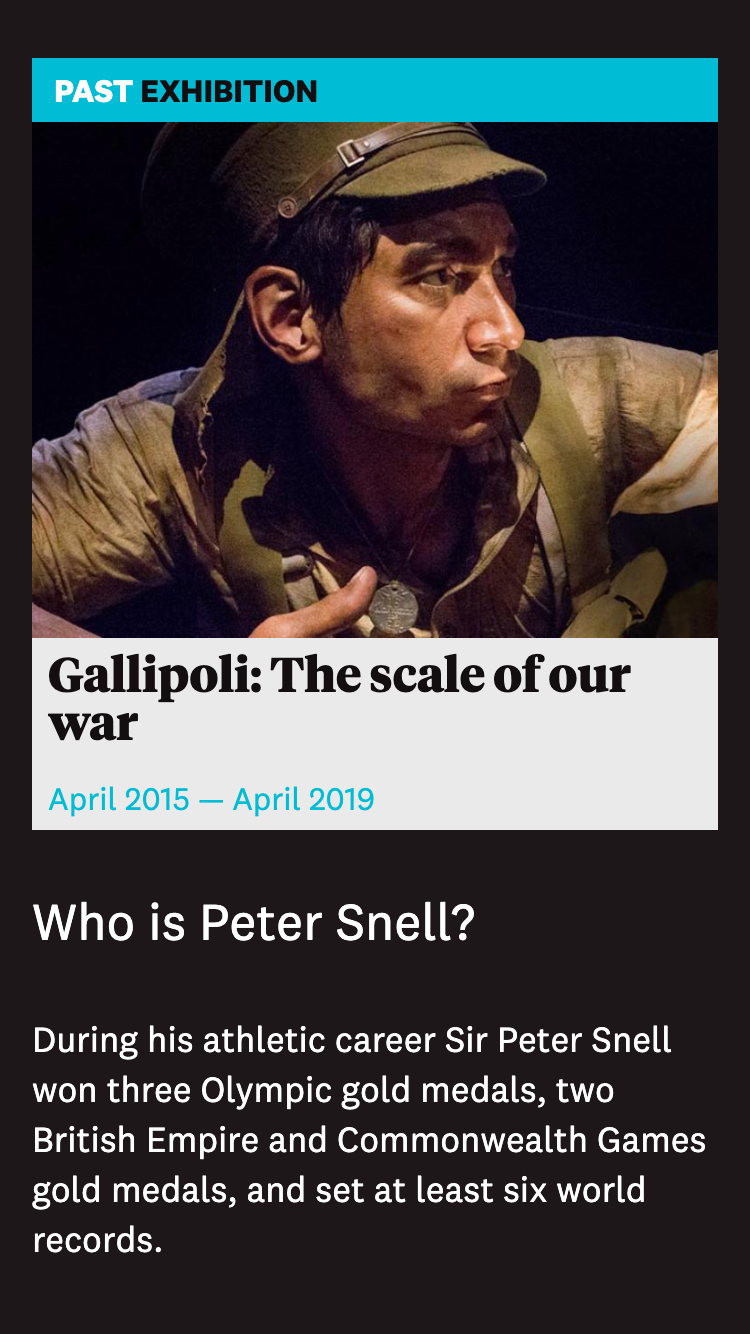 PAST EXHIBITION
Gallipoli: The scale of our
war
April 2015 — April 2019
Who is Peter Snell?
During his athletic career Sir Peter Snell
won three Olympic gold medals, two
British Empire and Commonwealth Games
gold medals, and set at least six world
records.